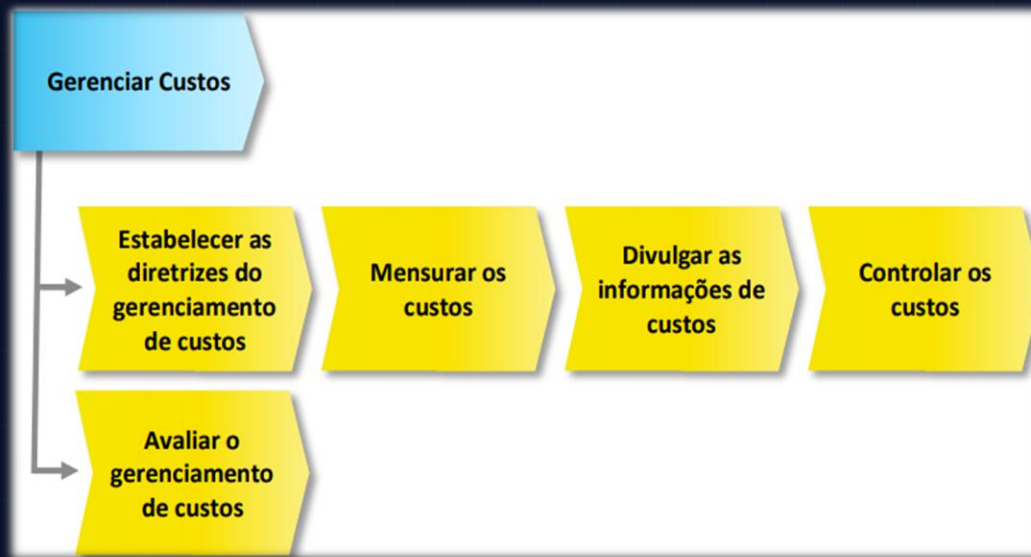 Gerenciar Custos
Estabelecer as
diretrizes do
gerenciamento
de custos
Mensurar os
custos
Divulgar as
informações de
custos
Controlar os
custos
Avaliar o
gerenciamento
de custos